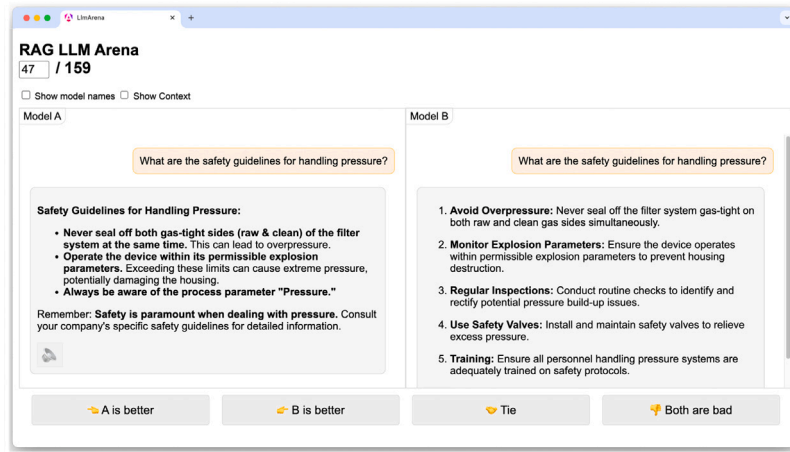 LlmArena
RAG LLM Arena
47 / 159
Show model names Show Context
Model A
What are the safety guidelines for handling pressure?
Safety Guidelines for Handling Pressure:
• Never seal off both gas-tight sides (raw & clean) of the filter
system at the same time. This can lead to overpressure.
• Operate the device within its permissible explosion
parameters. Exceeding these limits can cause extreme pressure,
potentially damaging the housing.
• Always be aware of the process parameter "Pressure."
Remember: Safety is paramount when dealing with pressure. Consult
your company's specific safety guidelines for detailed information.
Model B
What are the safety guidelines for handling pressure?
1. Avoid Overpressure: Never seal off the filter system gas-tight on
both raw and clean gas sides simultaneously.
2. Monitor Explosion Parameters: Ensure the device operates
within permissible explosion parameters to prevent housing
destruction.
3. Regular Inspections: Conduct routine checks to identify and
rectify potential pressure build-up issues.
4. Use Safety Valves: Install and maintain safety valves to relieve
excess pressure.
5. Training: Ensure all personnel handling pressure systems are
adequately trained on safety protocols.
👈 A is better
👉 B is better
🤝 Tie
👎 Both are bad